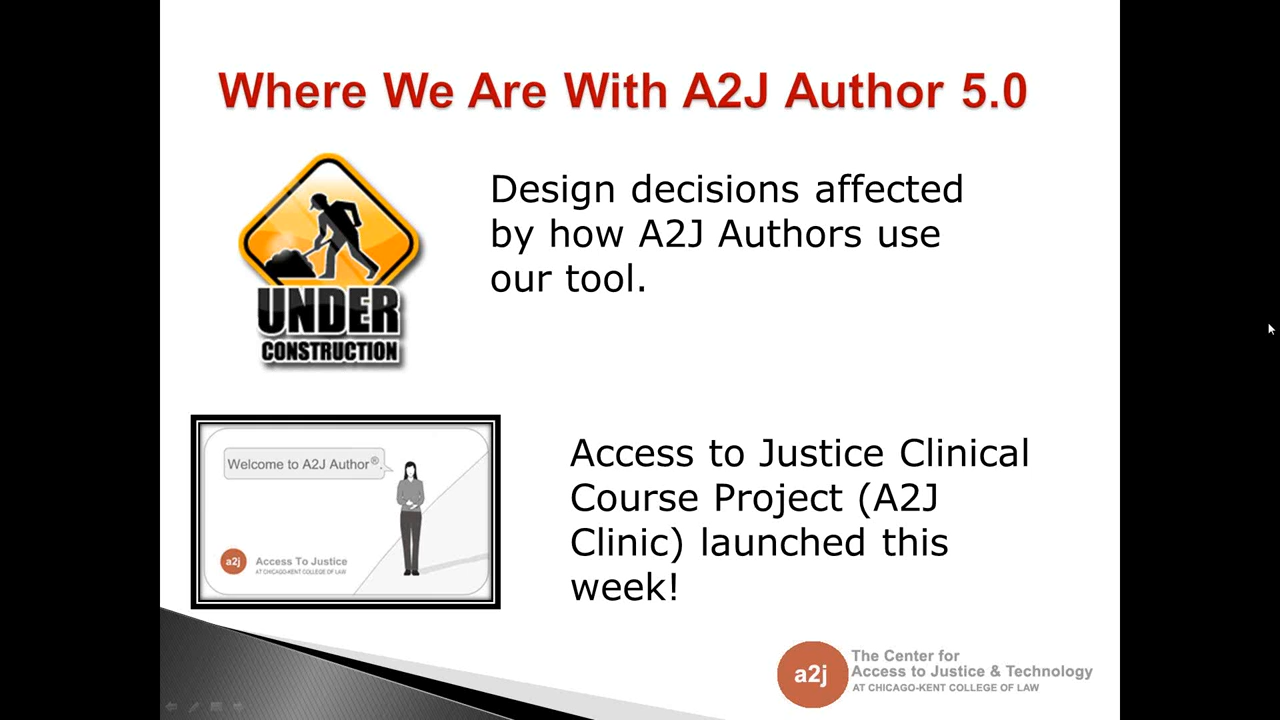 Where We Are With A2J Author 5.0
UNDER
CONSTRUCTION
Design decisions affected
by how A2J Authors use
our tool.
Welcome to A2J Author®.
a2j
Access To Justice
AT CHICAGO-KENT COLLEGE OF LAW
Access to Justice Clinical
Course Project (A2J
Clinic) launched this
week!
a2j
The Center for
Access to Justice & Technology
AT CHICAGO-KENT COLLEGE OF LAW